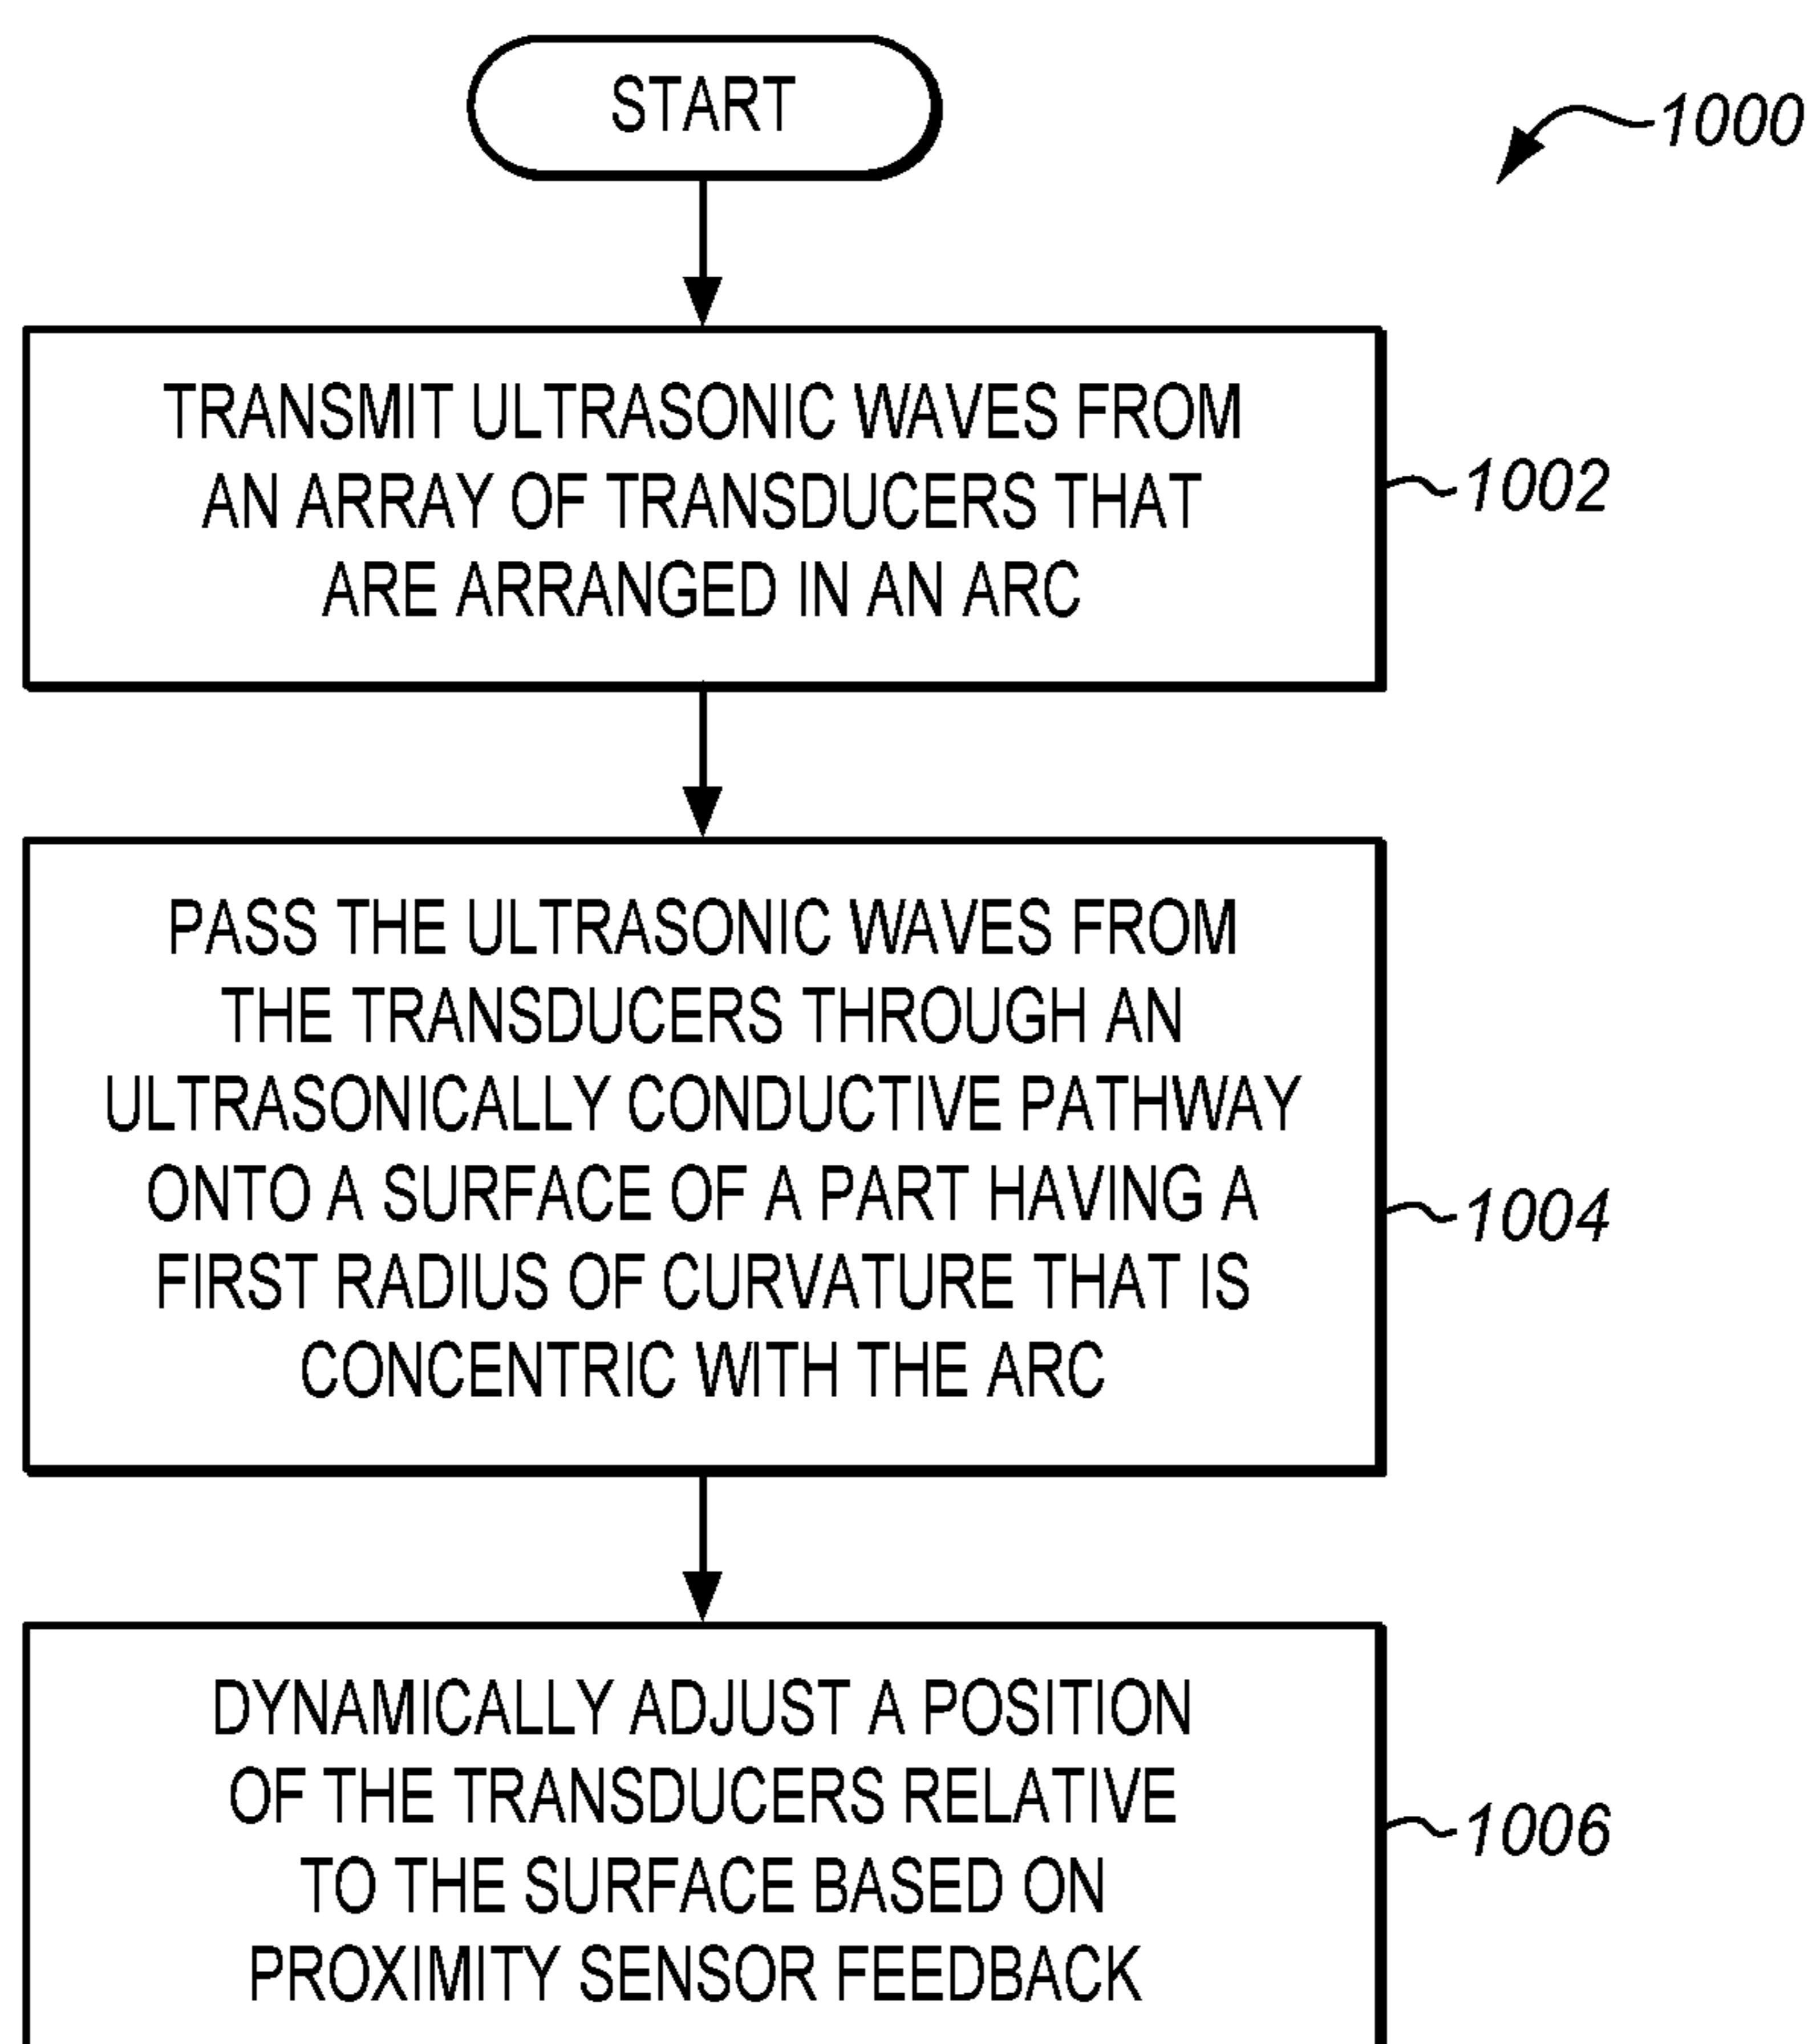 START
1000
TRANSMIT ULTRASONIC WAVES FROM
AN ARRAY OF TRANSDUCERS THAT
ARE ARRANGED IN AN ARC
1002
PASS THE ULTRASONIC WAVES FROM
THE TRANSDUCERS THROUGH AN
ULTRASONICALLY CONDUCTIVE PATHWAY
ONTO A SURFACE OF A PART HAVING A
FIRST RADIUS OF CURVATURE THAT IS
CONCENTRIC WITH THE ARC
1004
DYNAMICALLY ADJUST A POSITION
OF THE TRANSDUCERS RELATIVE
TO THE SURFACE BASED ON
PROXIMITY SENSOR FEEDBACK
1006